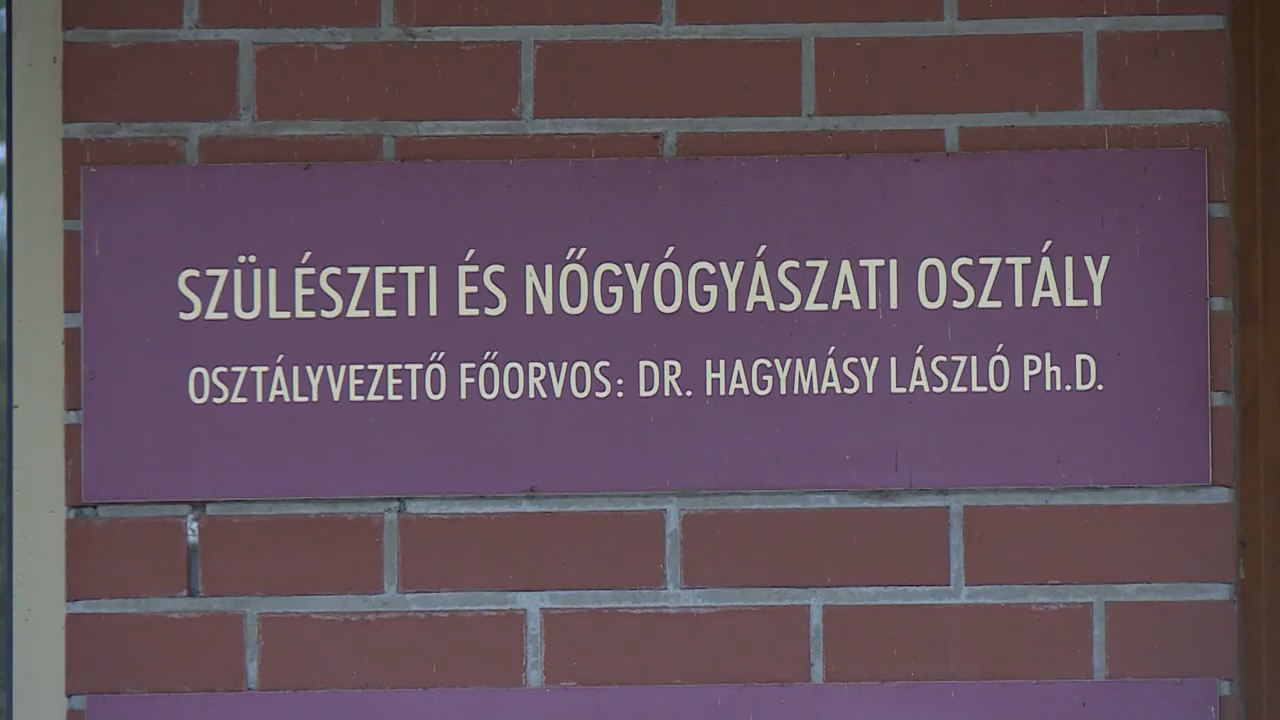 SZÜLÉSZETI ÉS NŐGYÓGYÁSZATI OSZTÁLY
OSZTÁLYVEZETŐ FŐORVOS: DR. HAGYMÁSY LÁSZLÓ Ph.D.